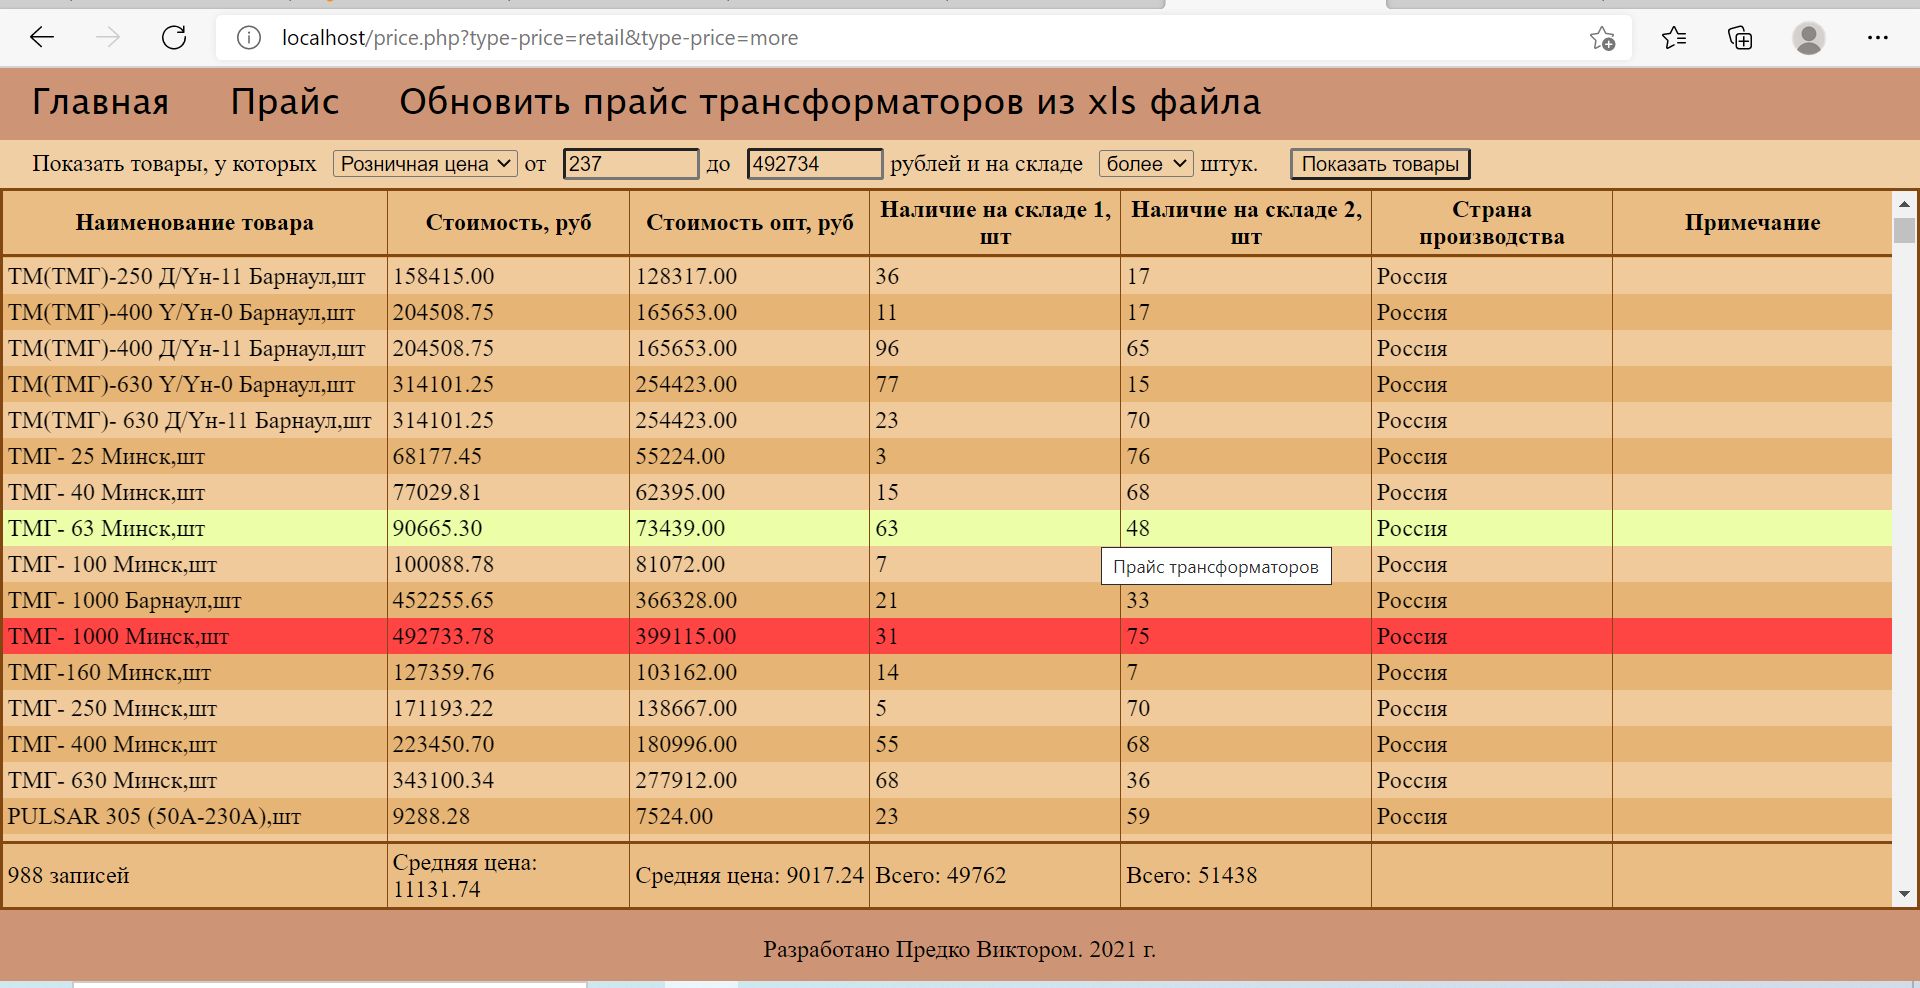 localhost/price.php?type-price=retail&type-price=more
Главная Прайс Обновить прайс трансформаторов из xls файла
Показать товары, у которых Розничная цена от 237 до 492734 рублей и на складе более штук. Показать товары
Наименование товара Стоимость, руб Стоимость опт, руб Наличие на складе 1, шт Наличие на складе 2, шт Страна производства Примечание
ТМ(ТМГ)-250 Д/Yн-11 Барнаул,шт 158415.00 128317.00 36 17 Россия
ТМ(ТМГ)-400 Y/Yн-0 Барнаул,шт 204508.75 165653.00 11 17 Россия
ТМ(ТМГ)-400 Д/Yн-11 Барнаул,шт 204508.75 165653.00 96 65 Россия
ТМ(ТМГ)-630 Y/Yн-0 Барнаул,шт 314101.25 254423.00 77 15 Россия
ТМ(ТМГ)- 630 Д/Yн-11 Барнаул,шт 314101.25 254423.00 23 70 Россия
ТМГ- 25 Минск,шт 68177.45 55224.00 3 76 Россия
ТМГ- 40 Минск,шт 77029.81 62395.00 15 68 Россия
ТМГ- 63 Минск,шт 90665.30 73439.00 63 48 Россия
ТМГ- 100 Минск,шт 100088.78 81072.00 7 Россия
Прайс трансформаторов
ТМГ- 1000 Барнаул,шт 452255.65 366328.00 21 33 Россия
ТМГ- 1000 Минск,шт 492733.78 399115.00 31 75 Россия
ТМГ-160 Минск,шт 127359.76 103162.00 14 7 Россия
ТМГ- 250 Минск,шт 171193.22 138667.00 5 70 Россия
ТМГ- 400 Минск,шт 223450.70 180996.00 55 68 Россия
ТМГ- 630 Минск,шт 343100.34 277912.00 68 36 Россия
PULSAR 305 (50А-230А),шт 9288.28 7524.00 23 59 Россия
988 записей Средняя цена: 11131.74 Средняя цена: 9017.24 Всего: 49762 Всего: 51438
Разработано Предко Виктором. 2021 г.